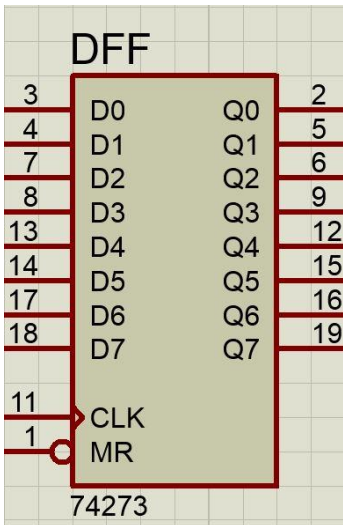 DFF
3 D0 Q0 2
4 D1 Q1 5
7 D2 Q2 6
8 D3 Q3 9
13 D4 Q4 12
14 D5 Q5 15
17 D6 Q6 16
18 D7 Q7 19
11 CLK
1 MR
74273